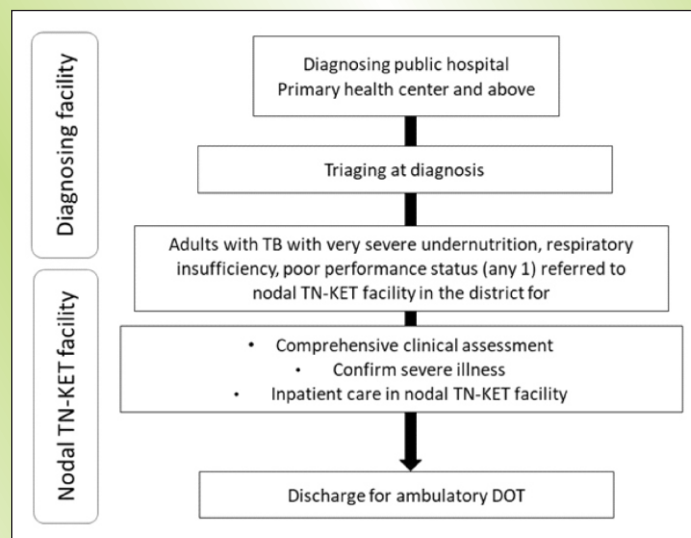 Diagnosing facility
Diagnosing public hospital
Primary health center and above
Triaging at diagnosis
Adults with TB with very severe undernutrition, respiratory
insufficiency, poor performance status (any 1) referred to
nodal TN-KET facility in the district for
Nodal TN-KET facility
• Comprehensive clinical assessment
• Confirm severe illness
• Inpatient care in nodal TN-KET facility
Discharge for ambulatory DOT